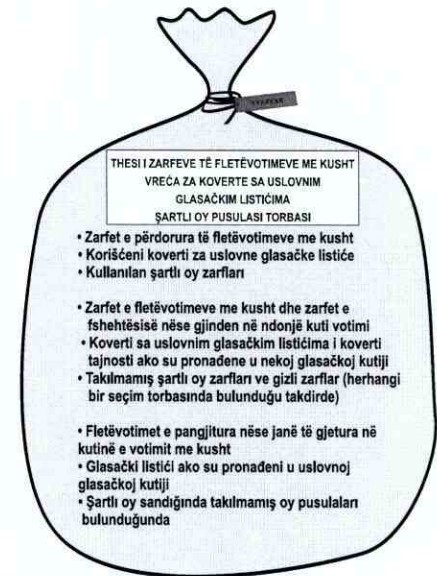 THESI I ZARFEVE TË FLETËVOTIMEVE ME KUSHT
VREĆA ZA KOVERTE SA USLOVNIM
GLASAČKIM LISTIĆIMA
ŞARTLI OY PUSULASI TORBASI
• Zarfet e përdorura të fletëvotimeve me kusht
• Korišćeni koverti za uslovne glasačke listiće
• Kullanılan şartlı oy zarfları
• Zarfet e fletëvotimeve me kusht dhe zarfet e
fshehtësisë nëse gjinden në ndonjë kuti votimi
• Koverti sa uslovnim glasačkim listićima i koverti
tajnosti ako su pronađene u nekoj glasačkoj kutiji
• Takılmamış şartlı oy zarfları ve gizli zarflar (herhangi
bir seçim torbasında bulunduğu takdirde)
• Fletëvotimet e pangjitura nëse janë të gjetura në
kutinë e votimit me kusht
• Glasački listići ako su pronađeni u uslovnoj
glasačkoj kutiji
• Şartlı oy sandığında takılmamış oy pusulaları
bulunduğunda